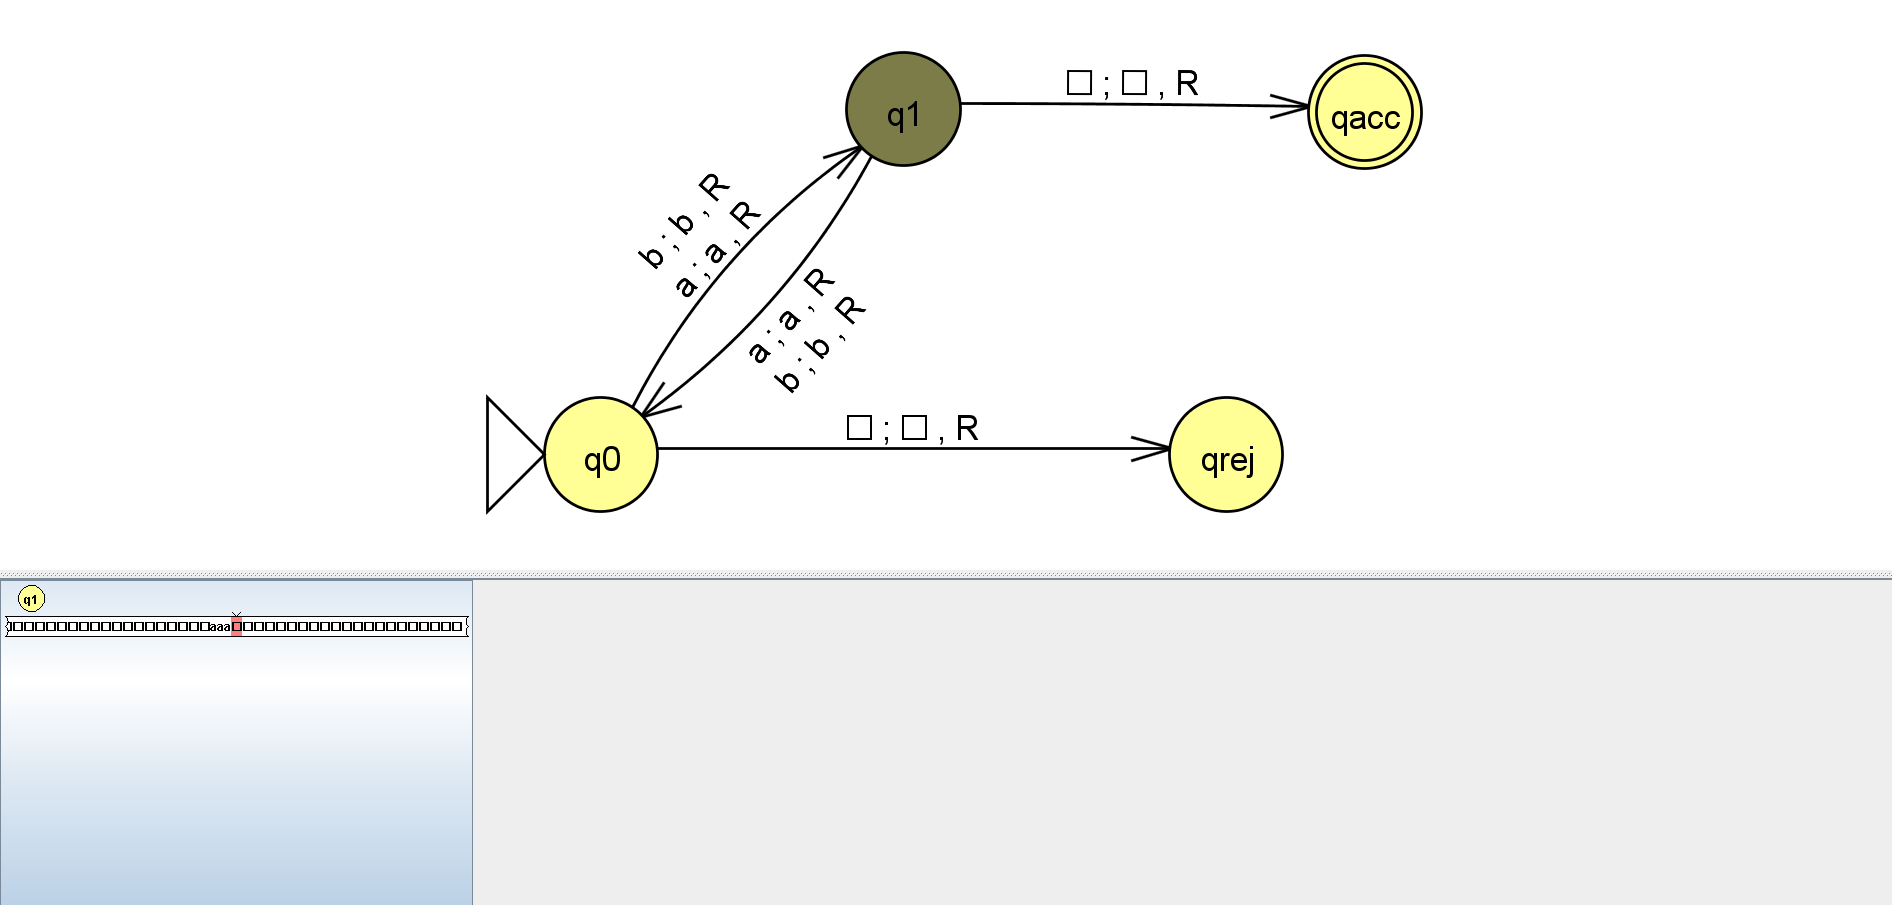 q1
□ ; □ , R
qacc
b ; b , R
a ; a , R
a ; a , R
b ; b , R
q0
□ ; □ , R
qrej
q1
□□□□□□□□□□□□□□□□□□aaa□□□□□□□□□□□□□□□□□□□□□